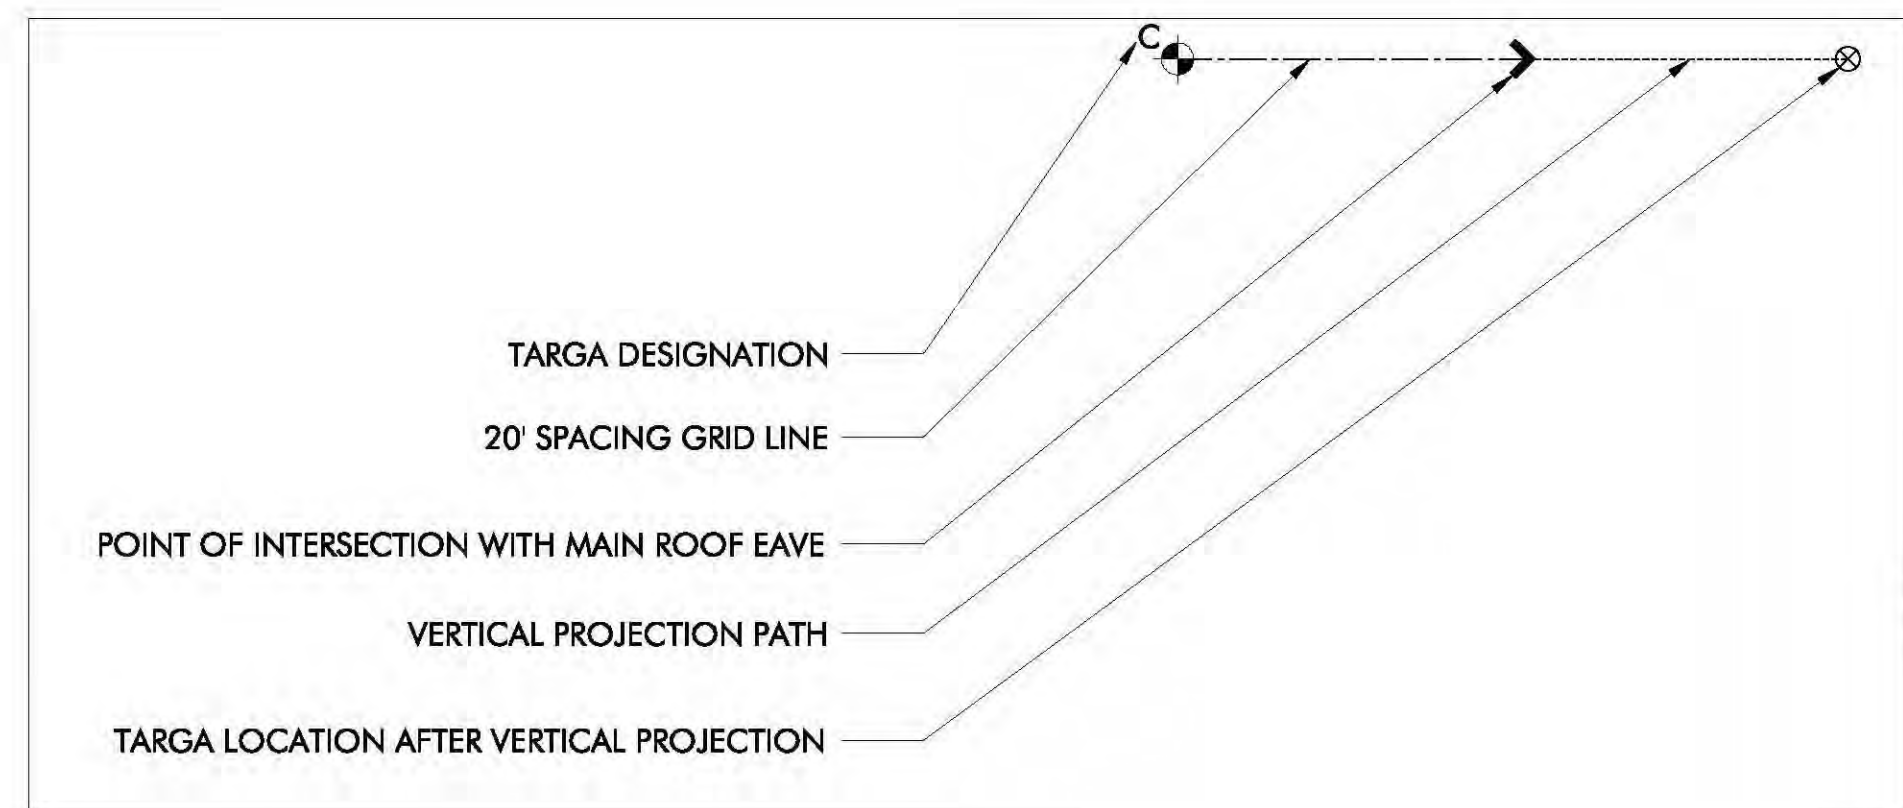 C
TARGA DESIGNATION
20' SPACING GRID LINE
POINT OF INTERSECTION WITH MAIN ROOF EAVE
VERTICAL PROJECTION PATH
TARGA LOCATION AFTER VERTICAL PROJECTION